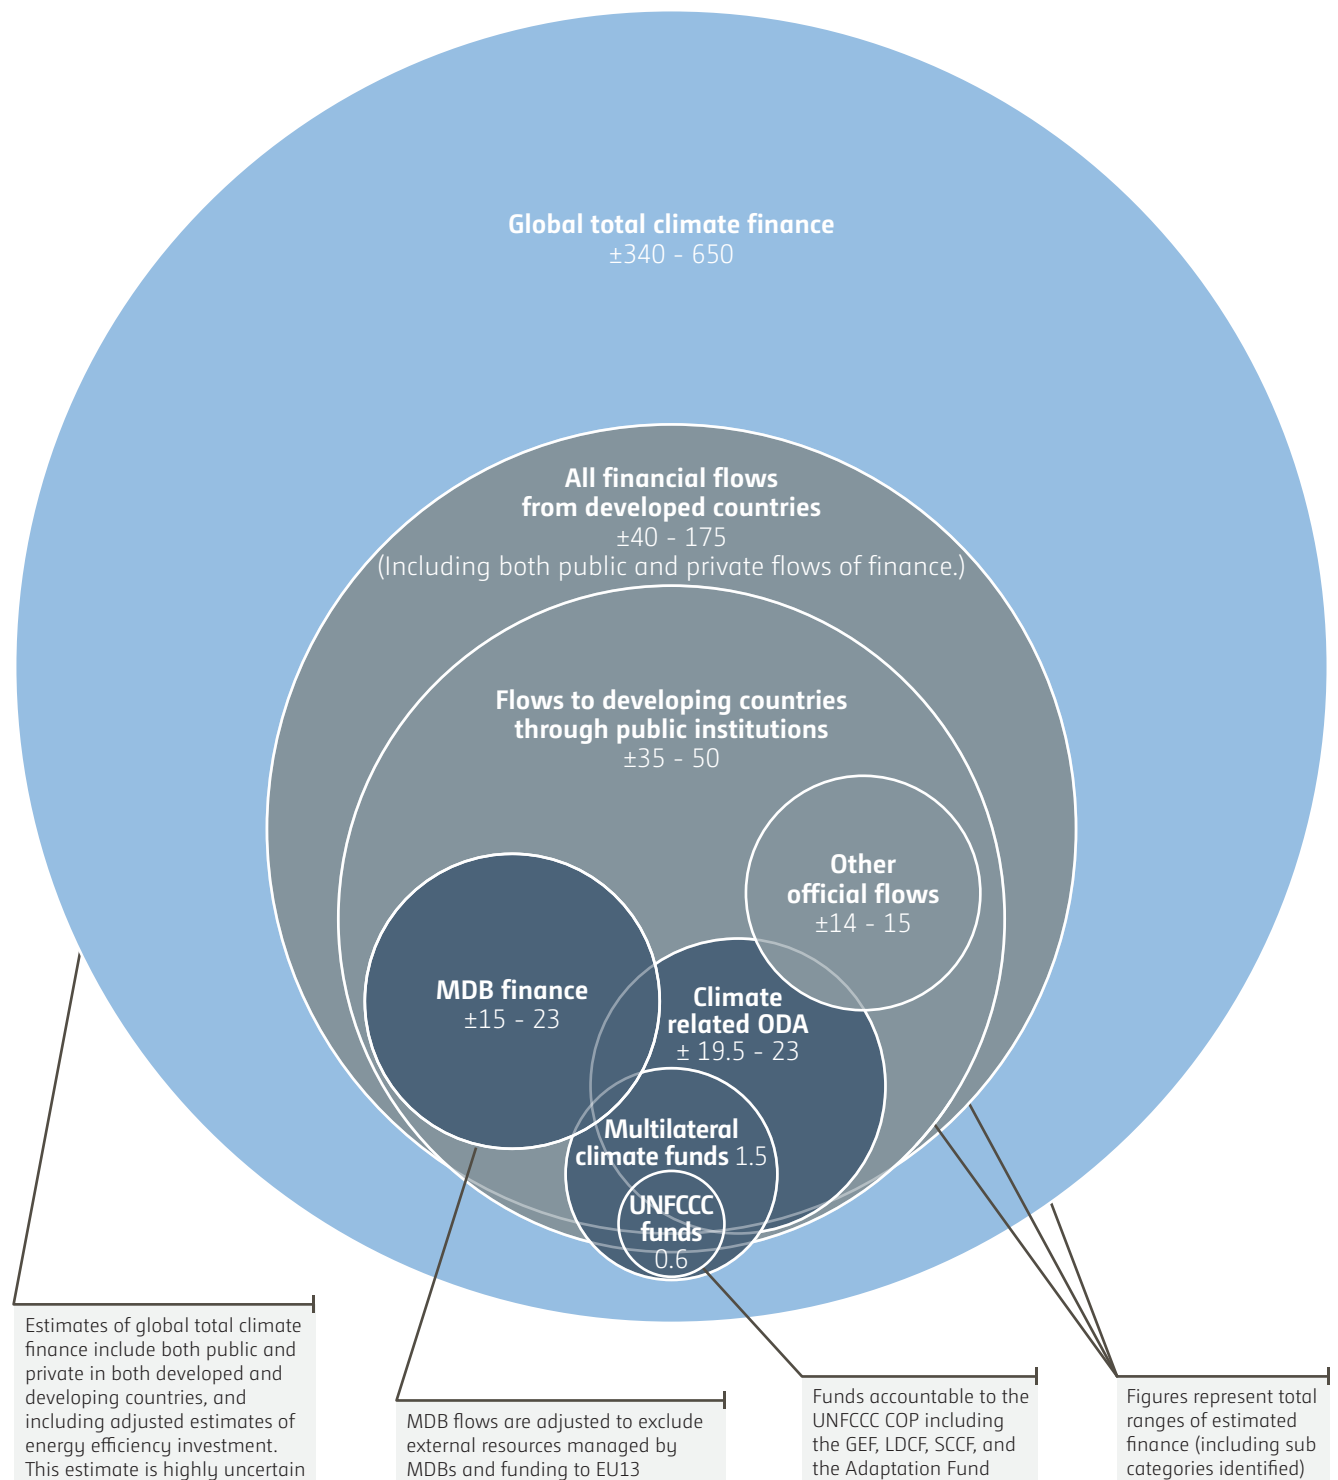 Global total climate finance
±340 - 650
All financial flows
from developed countries
±40 - 175
(Including both public and private flows of finance.)
Flows to developing countries
through public institutions
±35 - 50
Other
official flows
±14 - 15
MDB finance
±15 - 23
Climate
related ODA
± 19.5 - 23
Multilateral
climate funds 1.5
UNFCCC
funds
0.6
Estimates of global total climate
finance include both public and
private in both developed and
developing countries, and
including adjusted estimates of
energy efficiency investment.
This estimate is highly uncertain
MDB flows are adjusted to exclude
external resources managed by
MDBs and funding to EU13
Funds accountable to the
UNFCCC COP including
the GEF, LDCF, SCCF, and
the Adaptation Fund
Figures represent total
ranges of estimated
finance (including sub
categories identified)